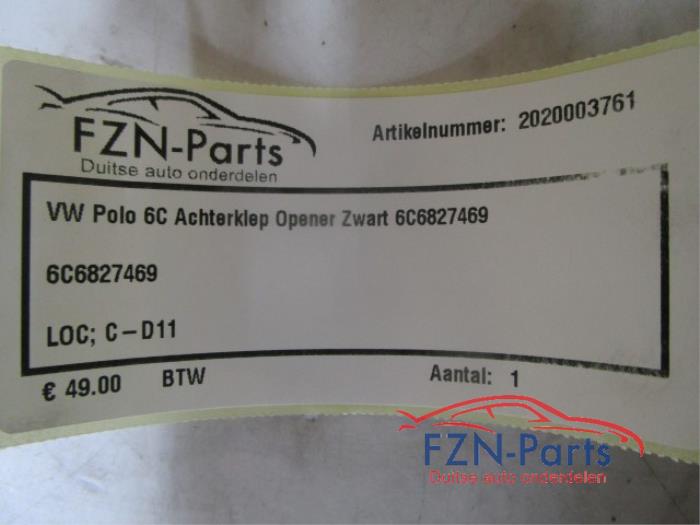 FZN-Parts
Duitse auto onderdelen
Artikelnummer: 2020003761
VW Polo 6C Achterklep Opener Zwart 6C6827469
6C6827469
LOC; C-D11
€ 49.00 BTW Aantal: 1
FZN-Parts
Duitse auto onderdelen